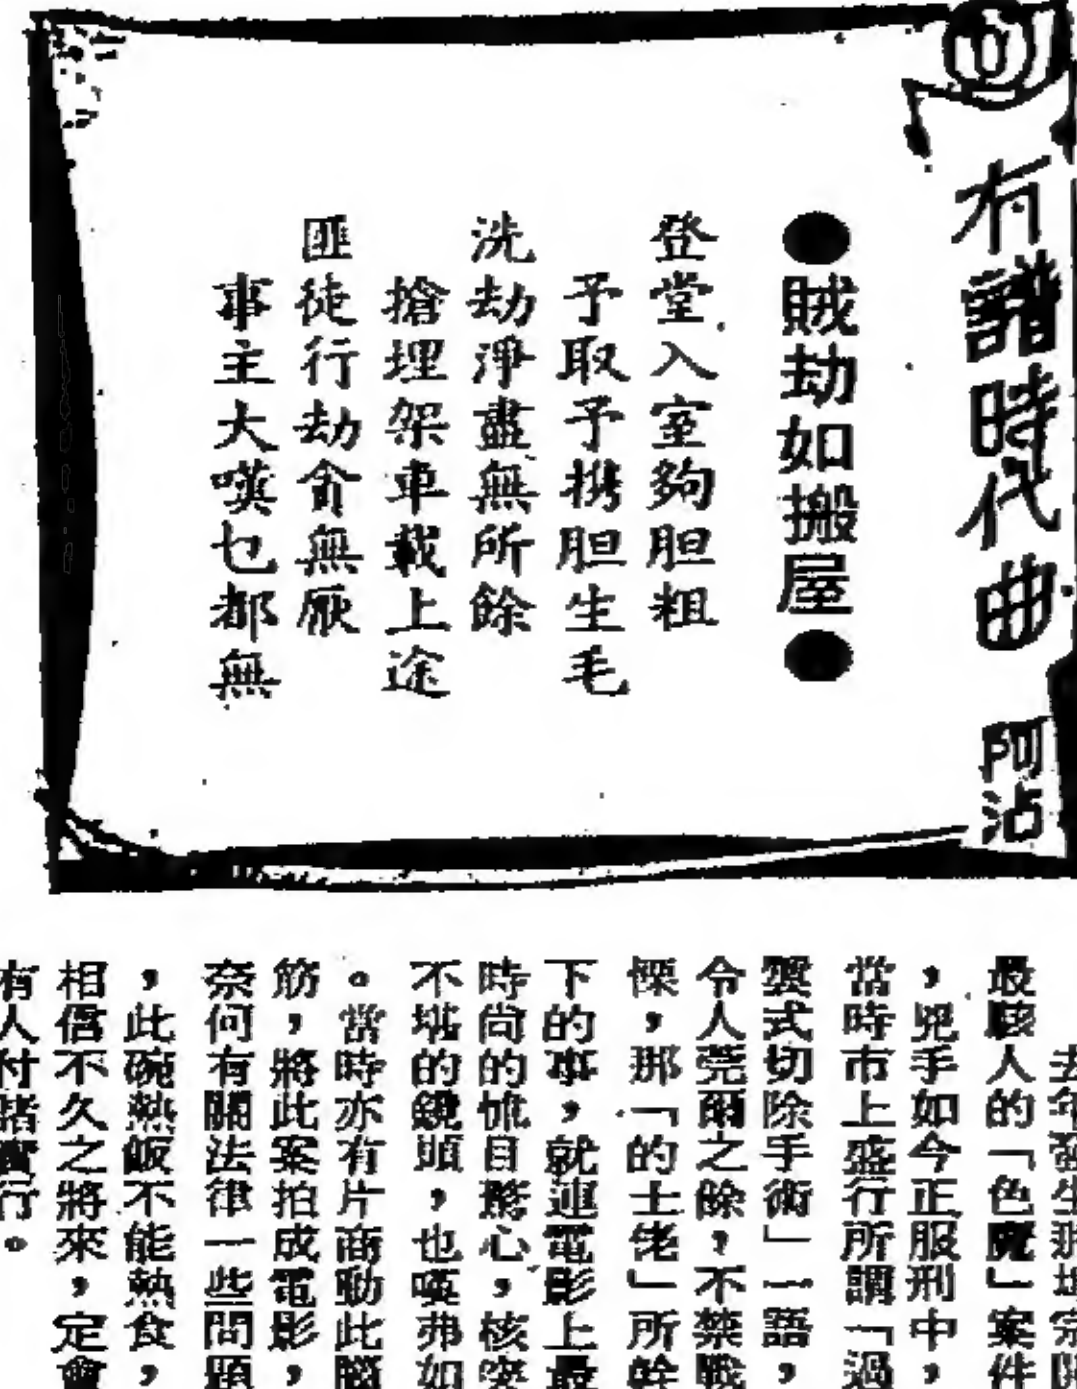 有譜時代曲
阿沾
●賊劫如搬屋●
登堂入室夠胆粗
予取予携胆生毛
洗劫淨盡無所餘
搶埋架車載上途
匪徒行劫貪無厭
事主大嘆乜都無
去年發生
最駭人的「色魔」案件
，兇手如今正服刑中，
當時市上盛行所謂「過
獎式切除手術」一語，
令人莞爾之餘，不禁戰
慄，那「的士佬」所幹
下的事，就連電影上最
時尚的怵目驚心，核突
不堪的鏡頭，也嘆弗如
。當時亦有片商動此腦
筋，將此案拍成電影，
奈何有關法律一些問題
，此碗熱飯不能熱食，
相信不久之將來，定會
有人付諸實行。